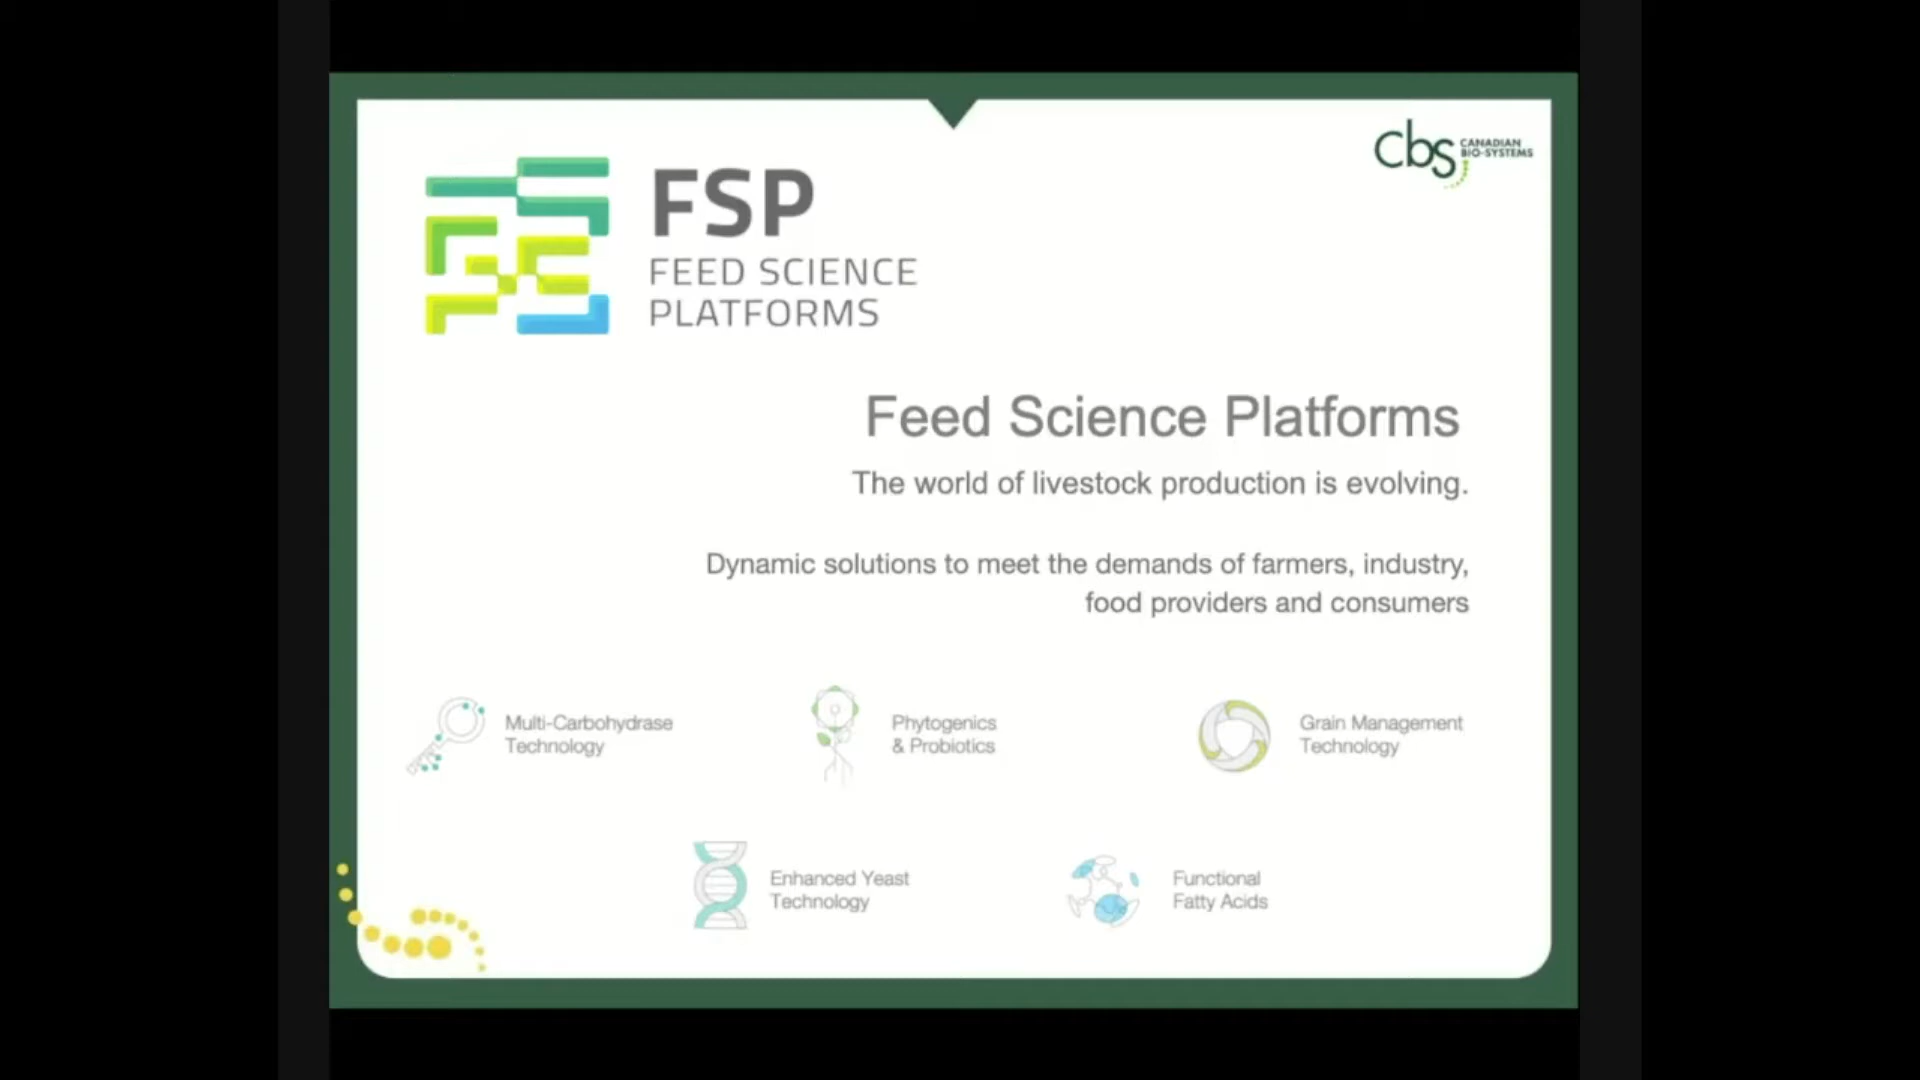 cbs CANADIAN
BIO-SYSTEMS
FSP
FEED SCIENCE
PLATFORMS
Feed Science Platforms
The world of livestock production is evolving.
Dynamic solutions to meet the demands of farmers, industry,
food providers and consumers
Multi-Carbohydrase
Technology
Phytogenics
& Probiotics
Grain Management
Technology
Enhanced Yeast
Technology
Functional
Fatty Acids